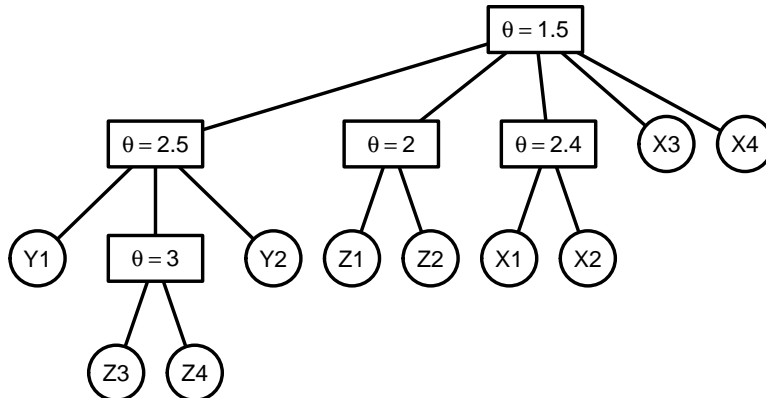 θ = 1.5
θ = 2.5
θ = 2
θ = 2.4
X3
X4
Y1
θ = 3
Y2
Z1
Z2
X1
X2
Z3
Z4